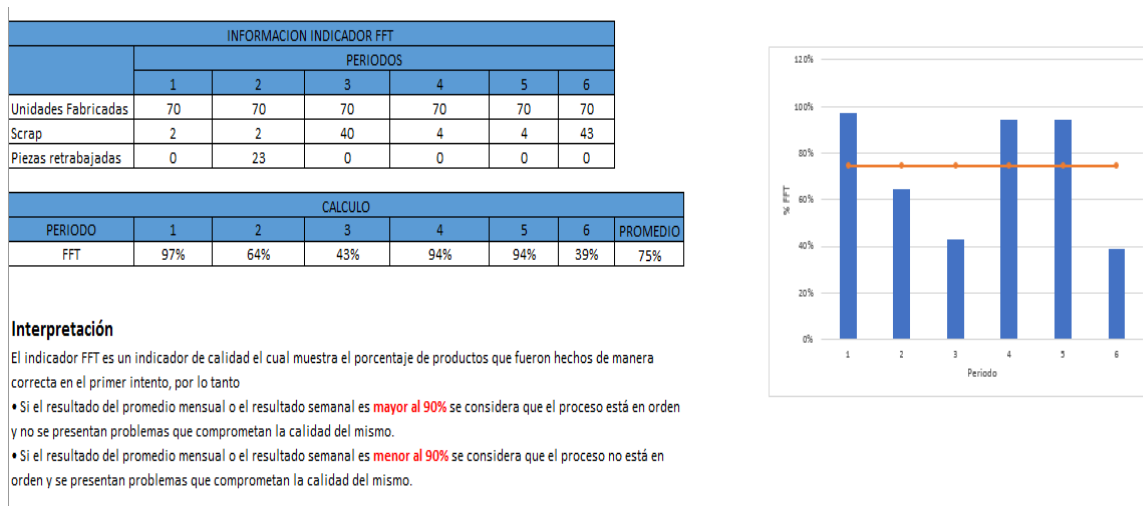 INFORMACION INDICADOR FFT
PERIODOS
1 2 3 4 5 6
Unidades Fabricadas 70 70 70 70 70 70
Scrap 2 2 40 4 4 43
Piezas retrabajadas 0 23 0 0 0 0
CALCULO
PERIODO 1 2 3 4 5 6 PROMEDIO
FFT 97% 64% 43% 94% 94% 39% 75%
Interpretación
El indicador FFT es un indicador de calidad el cual muestra el porcentaje de productos que fueron hechos de manera
correcta en el primer intento, por lo tanto
• Si el resultado del promedio mensual o el resultado semanal es mayor al 90% se considera que el proceso está en orden
y no se presentan problemas que comprometan la calidad del mismo.
• Si el resultado del promedio mensual o el resultado semanal es menor al 90% se considera que el proceso no está en
orden y se presentan problemas que comprometan la calidad del mismo.
120%
100%
80%
60%
40%
20%
0%
% FFT
1 2 3 4 5 6
Periodo